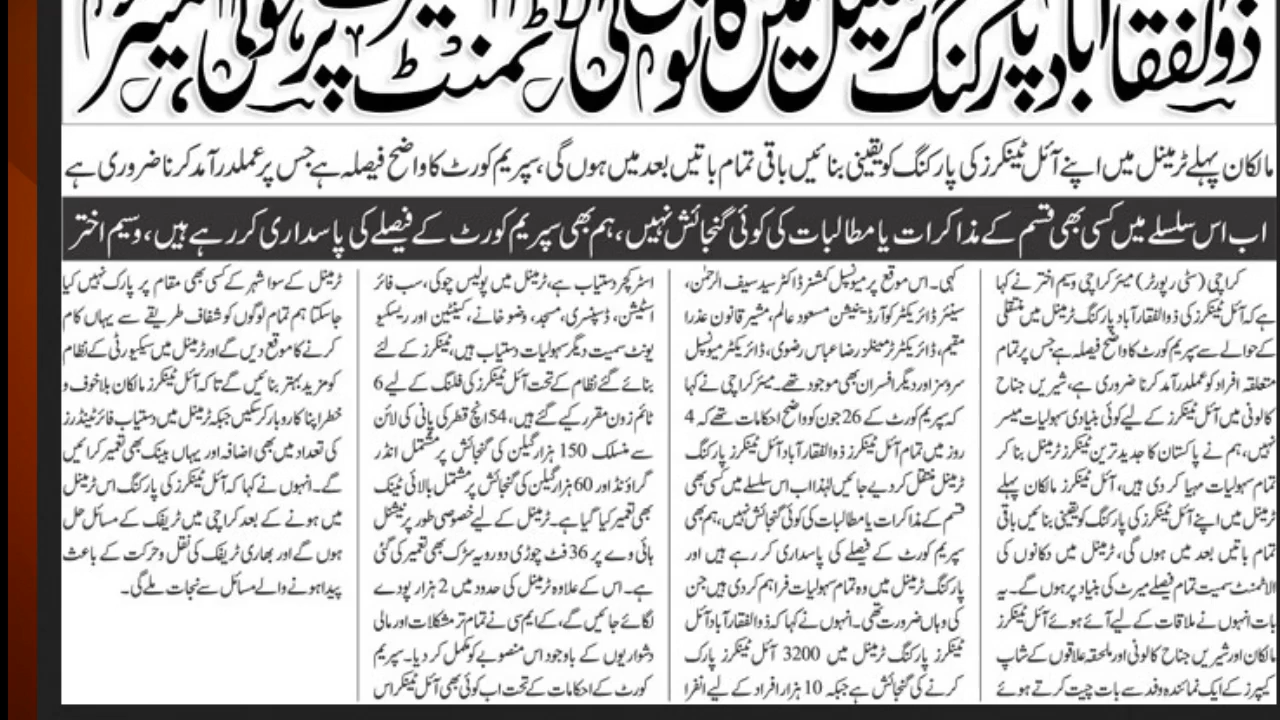 ذوالفقار آباد پارکنگ ٹرمینل میں دکانوں کی الاٹمنٹ میرٹ پر ہوگی، میئر
مالکان پہلے ٹرمینل میں اپنے آئل ٹینکرز کی پارکنگ کو یقینی بنائیں باقی تمام باتیں بعد میں ہوں گی، سپریم کورٹ کا واضح فیصلہ ہے جس پر عملدرآمد کرنا ضروری ہے
اب اس سلسلے میں کسی بھی قسم کے مذاکرات یا مطالبات کی کوئی گنجائش نہیں، ہم بھی سپریم کورٹ کے فیصلے کی پاسداری کر رہے ہیں، وسیم اختر
کراچی (سٹی رپورٹر) میئر کراچی وسیم اختر نے کہا
ہے کہ آئل ٹینکرز کی ذوالفقار آباد پارکنگ ٹرمینل میں منتقلی
کے حوالے سے سپریم کورٹ کا واضح فیصلہ ہے جس پر تمام
متعلقہ افراد کو عملدرآمد کرنا ضروری ہے، شیریں جناح
کالونی میں آئل ٹینکرز کے لیے کوئی بنیادی سہولیات میسر
نہیں، ہم نے پاکستان کا جدید ترین ٹینکرز ٹرمینل بنا کر
تمام سہولیات مہیا کر دی ہیں، آئل ٹینکرز مالکان پہلے
ٹرمینل میں اپنے آئل ٹینکرز کی پارکنگ کو یقینی بنائیں باقی
تمام باتیں بعد میں ہوں گی، ٹرمینل میں دکانوں کی
الاٹمنٹ سمیت تمام فیصلے میرٹ کی بنیاد پر ہوں گے۔ یہ
بات انہوں نے ملاقات کے لیے آئے ہوئے آئل ٹینکرز
مالکان اور شیریں جناح کالونی اور ملحقہ علاقوں کے شاپ
کیپرز کے ایک نمائندہ وفد سے بات چیت کرتے ہوئے
کہی۔ اس موقع پر میونسپل کمشنر ڈاکٹر سید سیف الرحمٰن،
سینئر ڈائریکٹر کوآرڈینیشن مسعود عالم، مشیر قانون عذرا
مقیم، ڈائریکٹر ٹرمینلز رضا عباس رضوی، ڈائریکٹر میونسپل
سروسز اور دیگر افسران بھی موجود تھے۔ میئر کراچی نے کہا
کہ سپریم کورٹ کے 26 جون کو واضح احکامات تھے کہ 4
روز میں تمام آئل ٹینکرز ذوالفقار آباد آئل ٹینکرز پارکنگ
ٹرمینل منتقل کر دیے جائیں لہٰذا اب اس سلسلے میں کسی بھی
قسم کے مذاکرات یا مطالبات کی کوئی گنجائش نہیں، ہم بھی
سپریم کورٹ کے فیصلے کی پاسداری کر رہے ہیں اور
پارکنگ ٹرمینل میں وہ تمام سہولیات فراہم کر دی ہیں جن
کی وہاں ضرورت تھی۔ انہوں نے کہا کہ ذوالفقار آباد آئل
ٹینکرز پارکنگ ٹرمینل میں 3200 آئل ٹینکرز پارک
کرنے کی گنجائش ہے جبکہ 10 ہزار افراد کے لیے انفرا
اسٹرکچر دستیاب ہے، ٹرمینل میں پولیس چوکی، سب فائر
اسٹیشن، ڈسپنسری، مسجد، وضو خانے، کینٹین اور ریسکیو
یونٹ سمیت دیگر سہولیات دستیاب ہیں، ٹینکرز کے لئے
بنائے گئے نظام کے تحت آئل ٹینکرز کی فلنگ کے لیے 6
ٹائم زون مقرر کیے گئے ہیں، 54 انچ قطر کی پانی کی لائن
سے منسلک 150 ہزار گیلن کی گنجائش پر مشتمل انڈر
گراؤنڈ اور 60 ہزار گیلن کی گنجائش پر مشتمل بالائی ٹینک
بھی تعمیر کیا گیا ہے۔ ٹرمینل کے لیے خصوصی طور پر نیشنل
ہائی وے پر 36 فٹ چوڑی دورویہ سڑک بھی تعمیر کی گئی
ہے۔ اس کے علاوہ ٹرمینل کی حدود میں 2 ہزار پودے
لگائے جائیں گے، کے ایم سی نے تمام تر مشکلات اور مالی
دشواریوں کے باوجود اس منصوبے کو مکمل کر دیا۔ سپریم
کورٹ کے احکامات کے تحت اب کوئی بھی آئل ٹینکر اس
ٹرمینل کے سوا شہر کے کسی بھی مقام پر پارک نہیں کیا
جاسکتا ہم تمام لوگوں کو شفاف طریقے سے یہاں کام
کرنے کا موقع دیں گے اور ٹرمینل میں سیکیورٹی کے نظام
کو مزید بہتر بنائیں گے تاکہ آئل ٹینکرز مالکان بلاخوف و
خطر اپنا کاروبار کرسکیں جبکہ ٹرمینل میں دستیاب فائر ٹینڈرز
کی تعداد میں بھی اضافہ اور یہاں بینک بھی تعمیر کرائیں
گے۔ انہوں نے کہا کہ آئل ٹینکرز کی پارکنگ اس ٹرمینل
میں ہونے کے بعد کراچی میں ٹریفک کے مسائل حل
ہوں گے اور بھاری ٹریفک کی نقل و حرکت کے باعث
پیدا ہونے والے مسائل سے نجات ملے گی۔